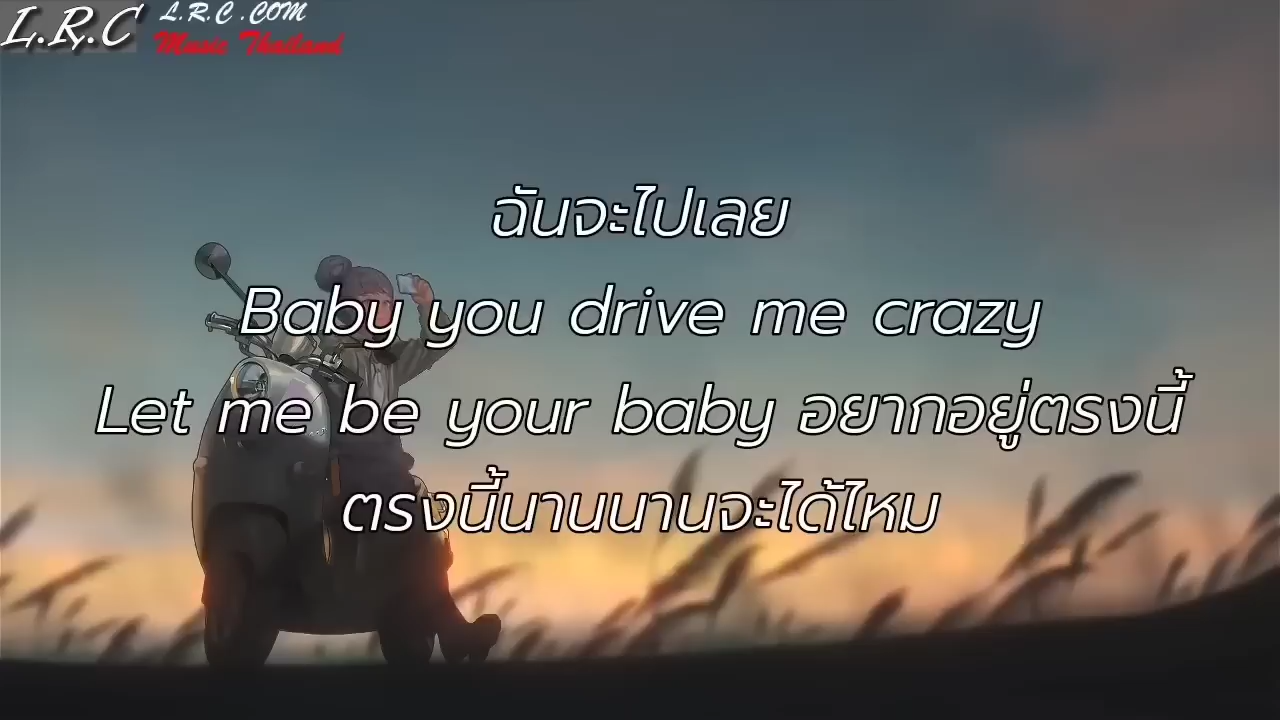 L.R.C
L.R.C .COM
Music Thailand
ฉันจะไปเลย
Baby you drive me crazy
Let me be your baby อยากอยู่ตรงนี้
ตรงนี้นานนานจะได้ไหม